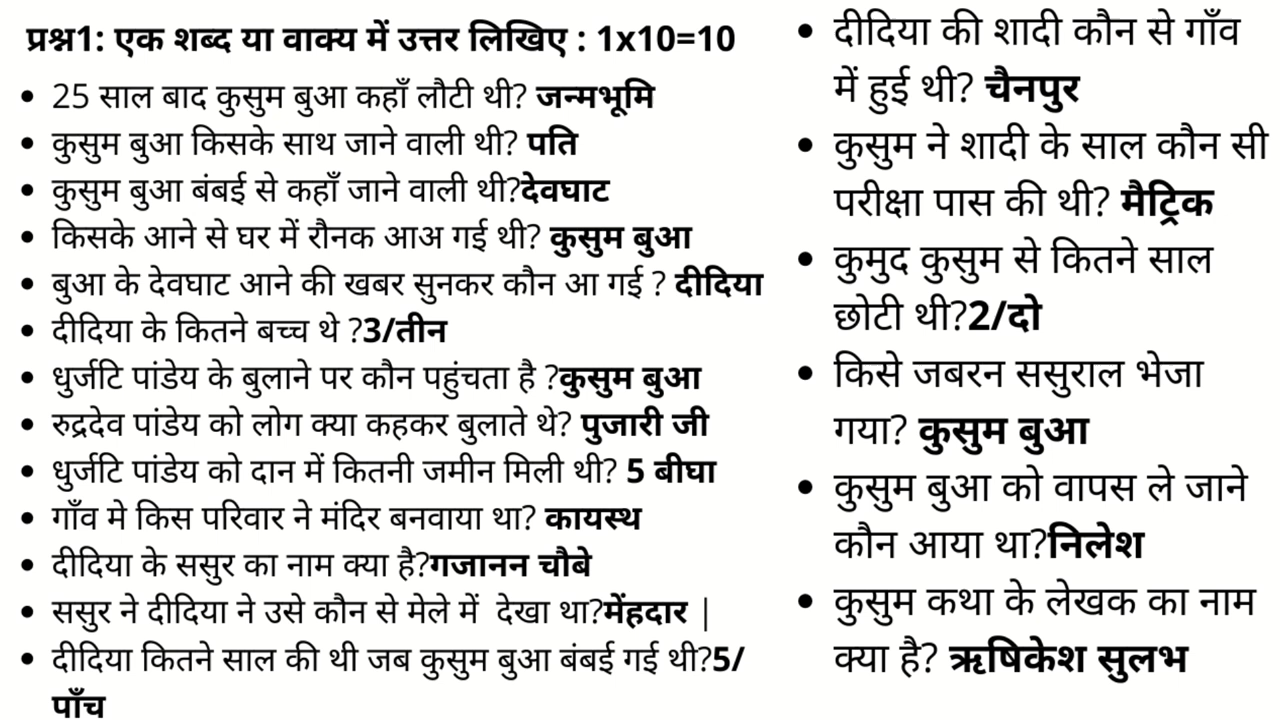 प्रश्न1: एक शब्द या वाक्य में उत्तर लिखिए : 1x10=10
• 25 साल बाद कुसुम बुआ कहाँ लौटी थी? जन्मभूमि
• कुसुम बुआ किसके साथ जाने वाली थी? पति
• कुसुम बुआ बंबई से कहाँ जाने वाली थी?देवघाट
• किसके आने से घर में रौनक आअ गई थी? कुसुम बुआ
• बुआ के देवघाट आने की खबर सुनकर कौन आ गई ? दीदिया
• दीदिया के कितने बच्च थे ?3/तीन
• धुर्जटि पांडेय के बुलाने पर कौन पहुंचता है ?कुसुम बुआ
• रुद्रदेव पांडेय को लोग क्या कहकर बुलाते थे? पुजारी जी
• धुर्जटि पांडेय को दान में कितनी जमीन मिली थी? 5 बीघा
• गाँव मे किस परिवार ने मंदिर बनवाया था? कायस्थ
• दीदिया के ससुर का नाम क्या है?गजानन चौबे
• ससुर ने दीदिया ने उसे कौन से मेले में देखा था?मेंहदार |
• दीदिया कितने साल की थी जब कुसुम बुआ बंबई गई थी?5/
पाँच
• दीदिया की शादी कौन से गाँव
में हुई थी? चैनपुर
• कुसुम ने शादी के साल कौन सी
परीक्षा पास की थी? मैट्रिक
• कुमुद कुसुम से कितने साल
छोटी थी?2/दो
• किसे जबरन ससुराल भेजा
गया? कुसुम बुआ
• कुसुम बुआ को वापस ले जाने
कौन आया था?निलेश
• कुसुम कथा के लेखक का नाम
क्या है? ऋषिकेश सुलभ